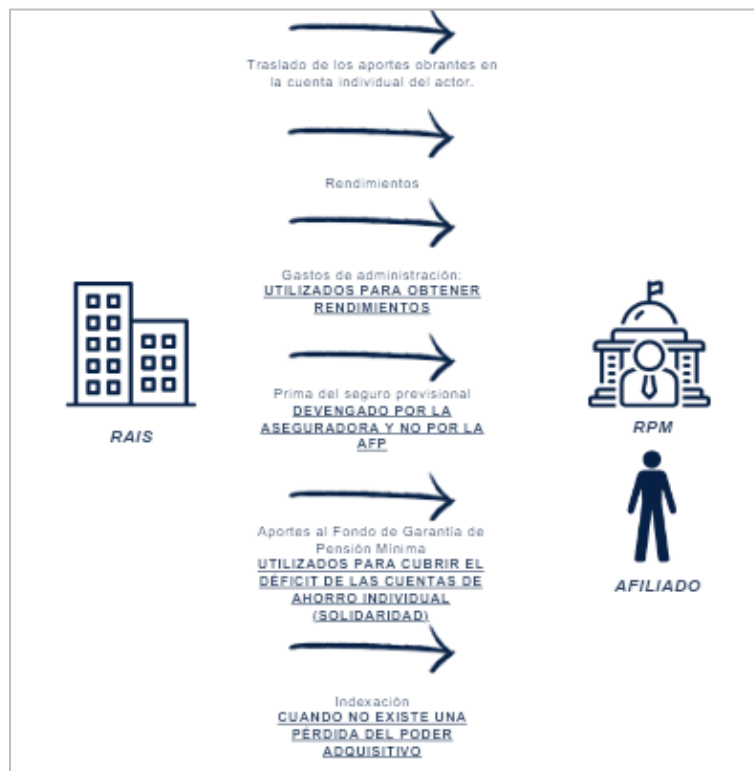 Traslado de los aportes obrantes en
la cuenta individual del actor.
Rendimientos
Gastos de administración:
UTILIZADOS PARA OBTENER
RENDIMIENTOS
Prima del seguro previsional
DEVENGADO POR LA
ASEGURADORA Y NO POR LA
AFP
Aportes al Fondo de Garantía de
Pensión Mínima
UTILIZADOS PARA CUBRIR EL
DÉFICIT DE LAS CUENTAS DE
AHORRO INDIVIDUAL
(SOLIDARIDAD)
Indexación
CUANDO NO EXISTE UNA
PÉRDIDA DEL PODER
ADQUISITIVO
RAIS
RPM
AFILIADO